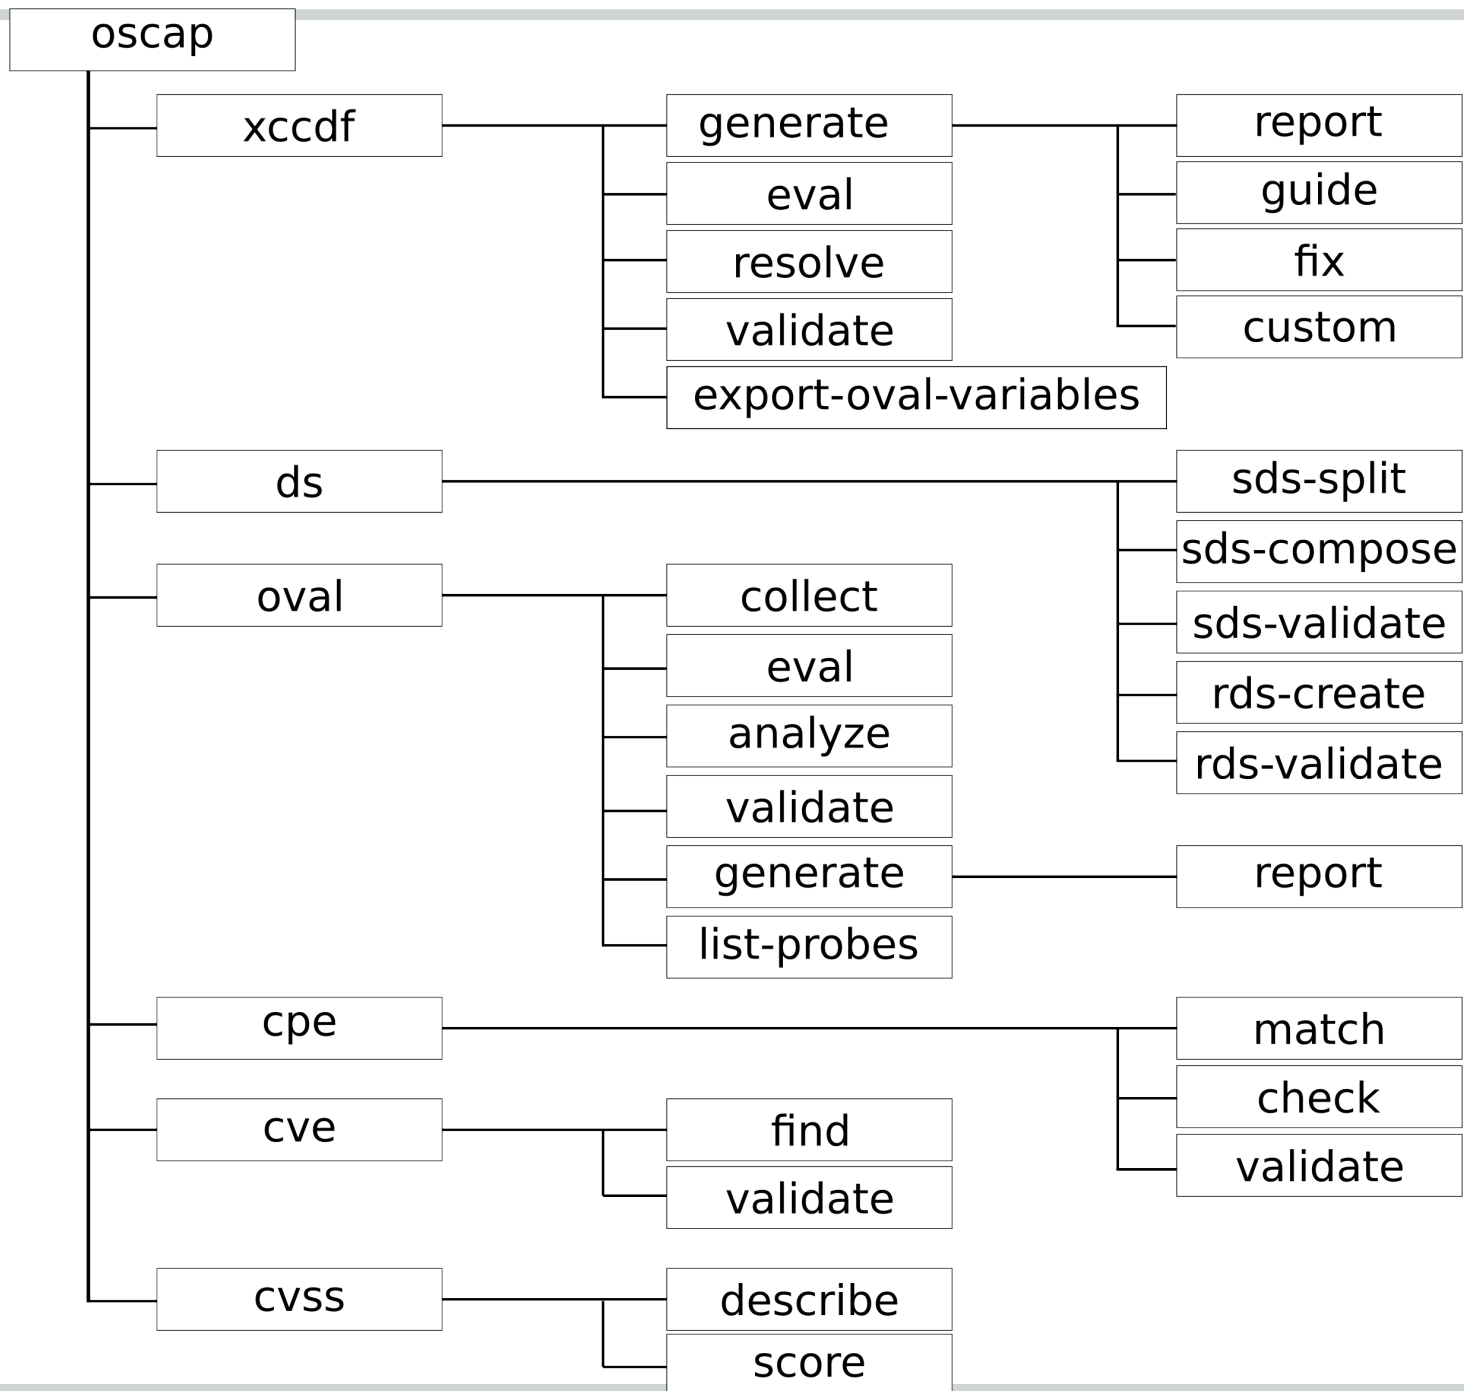 oscap
xccdf
generate
report
eval
guide
resolve
fix
validate
custom
export-oval-variables
ds
sds-split
sds-compose
oval
collect
sds-validate
eval
rds-create
analyze
rds-validate
validate
generate
report
list-probes
cpe
match
check
cve
find
validate
validate
cvss
describe
score